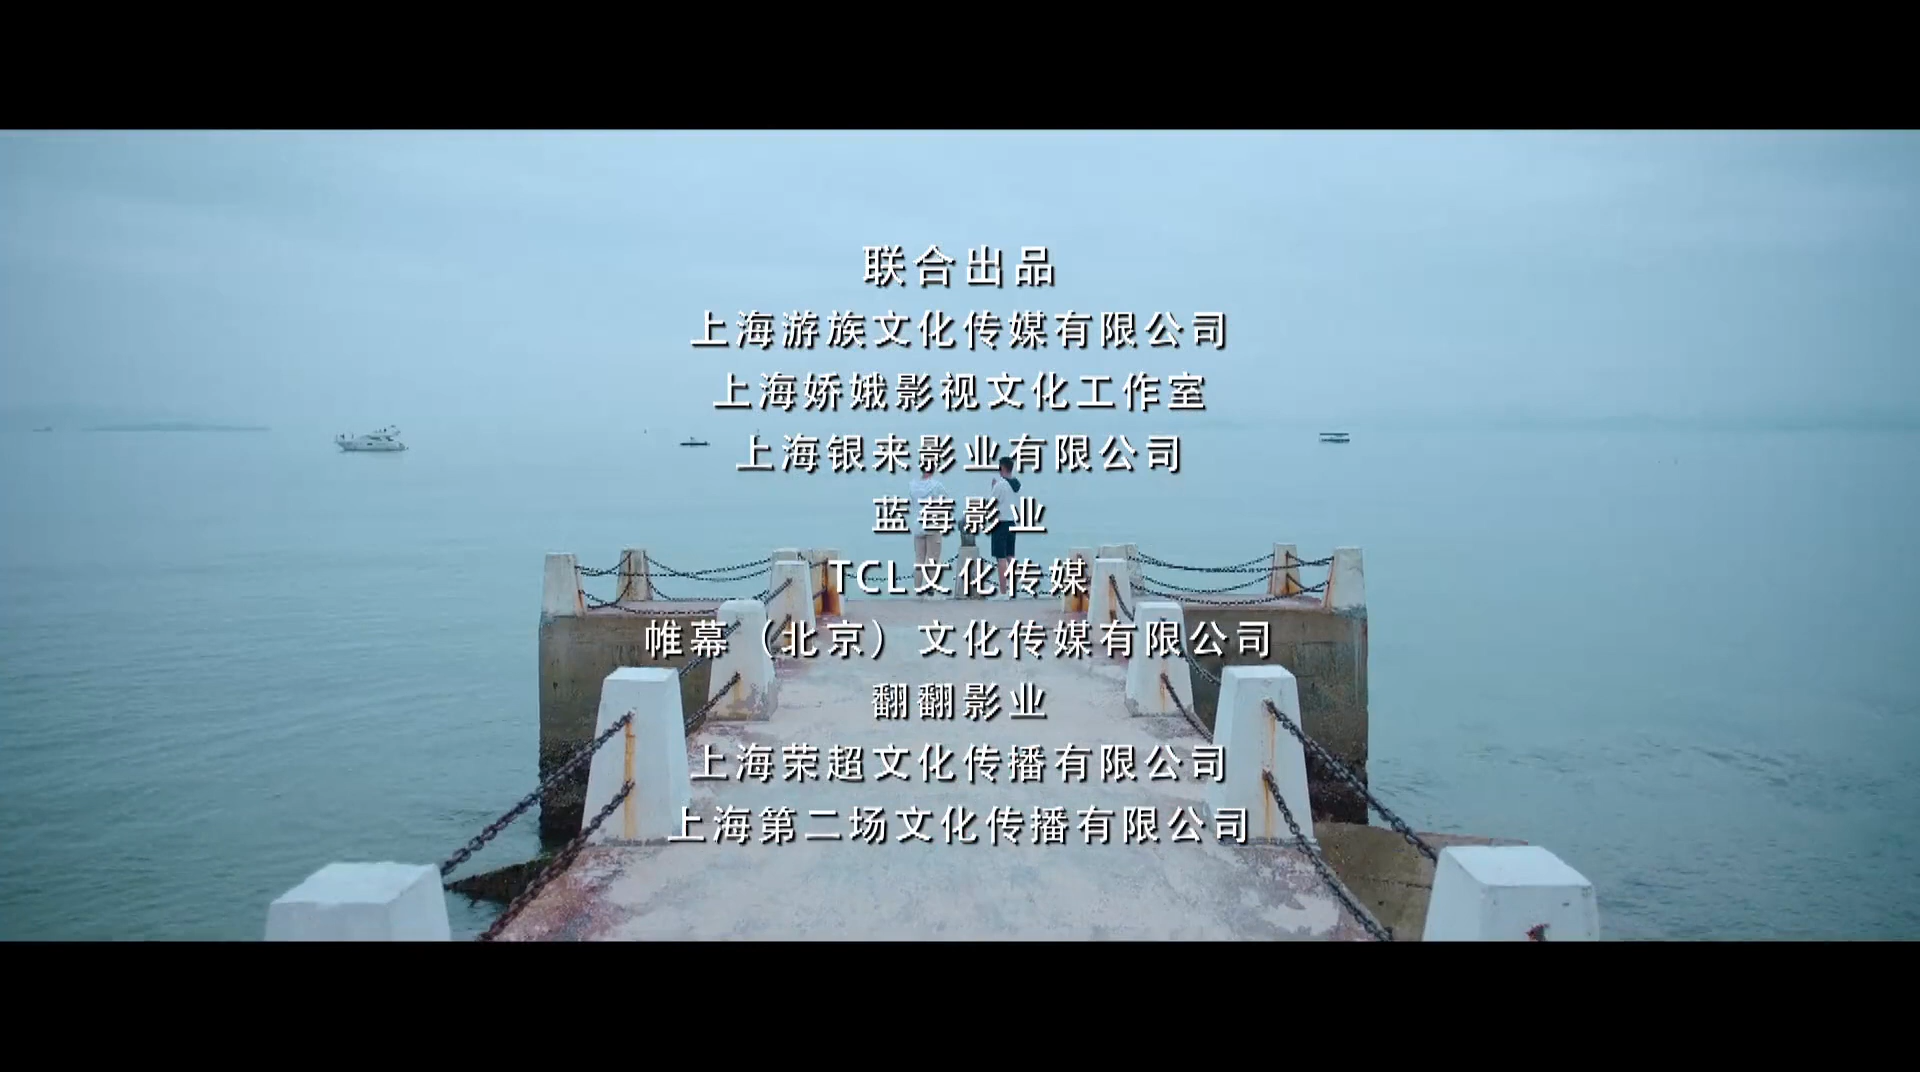 联合出品
上海游族文化传媒有限公司
上海娇娥影视文化工作室
上海银来影业有限公司
蓝莓影业
TCL文化传媒
帷幕（北京）文化传媒有限公司
翻翻影业
上海荣超文化传播有限公司
上海第二场文化传播有限公司